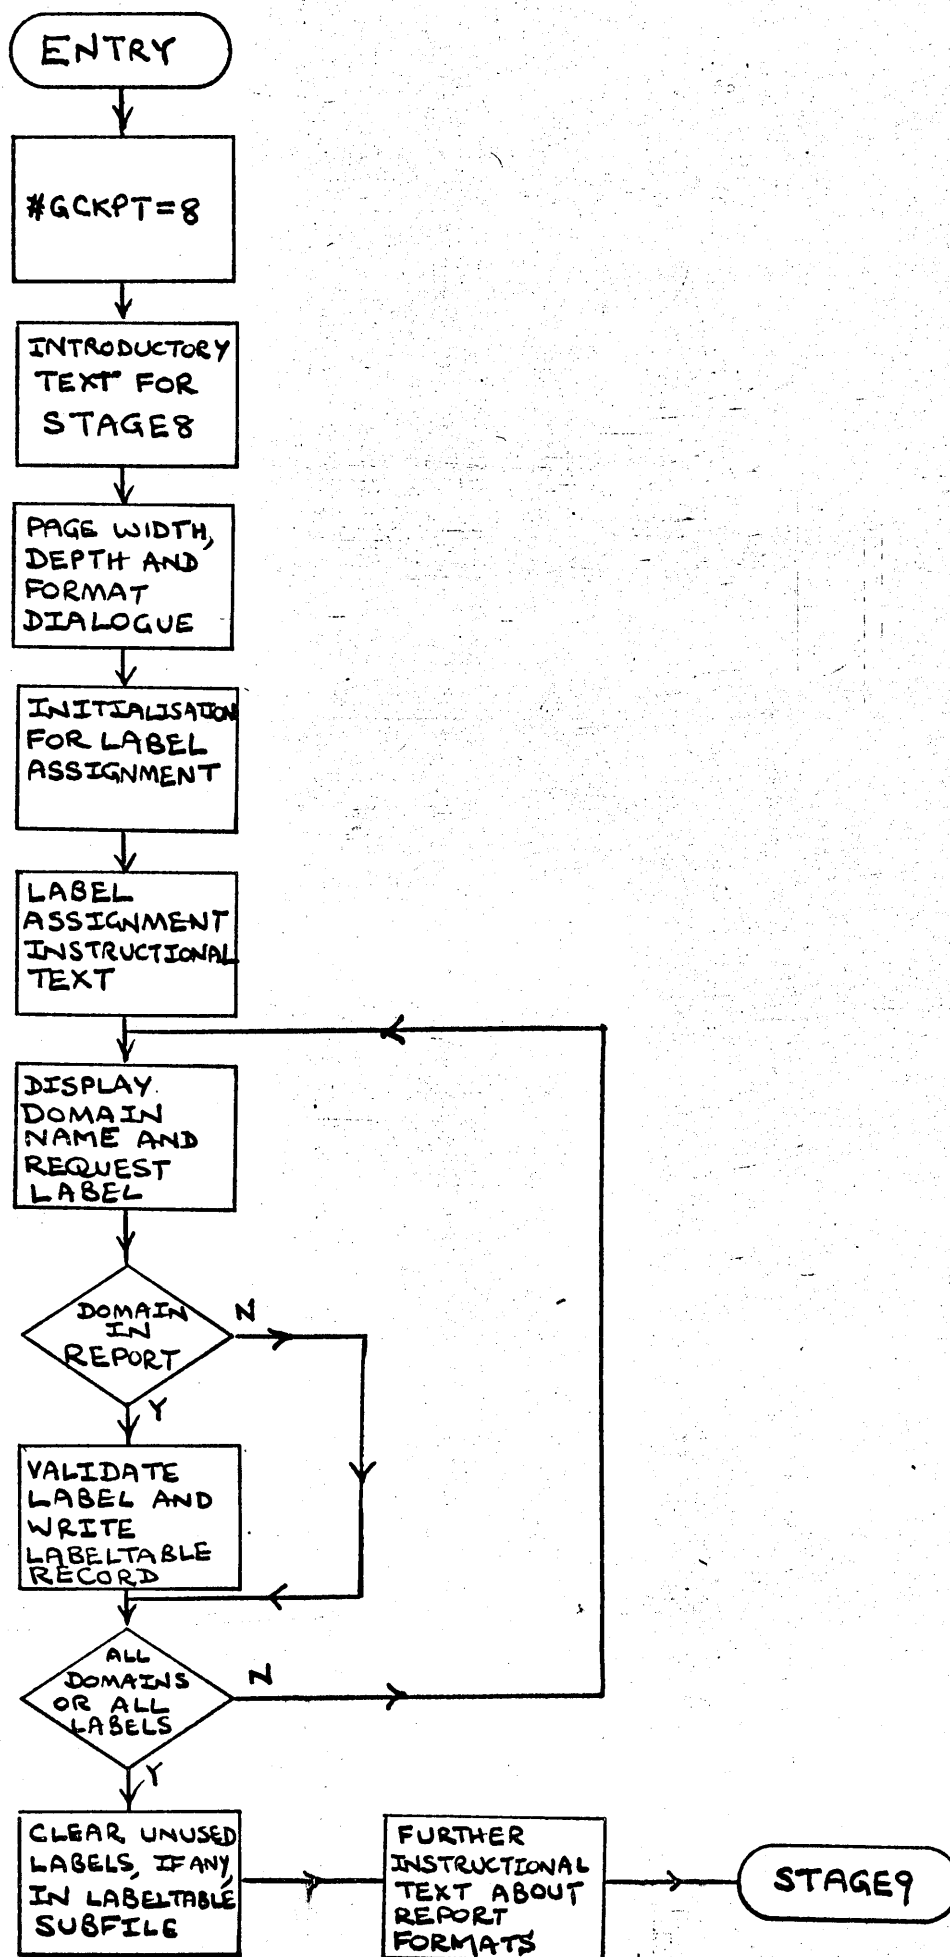 ENTRY
#GCKPT=8
INTRODUCTORY
TEXT FOR
STAGE8
PAGE WIDTH,
DEPTH AND
FORMAT
DIALOGUE
INITIALISATION
FOR LABEL
ASSIGNMENT
LABEL
ASSIGNMENT
INSTRUCTIONAL
TEXT
DISPLAY
DOMAIN
NAME AND
REQUEST
LABEL
DOMAIN
IN
REPORT
N
Y
VALIDATE
LABEL AND
WRITE
LABELTABLE
RECORD
ALL
DOMAINS
OR ALL
LABELS
N
Y
CLEAR UNUSED
LABELS, IF ANY,
IN LABELTABLE
SUBFILE
FURTHER
INSTRUCTIONAL
TEXT ABOUT
REPORT
FORMATS
STAGE9